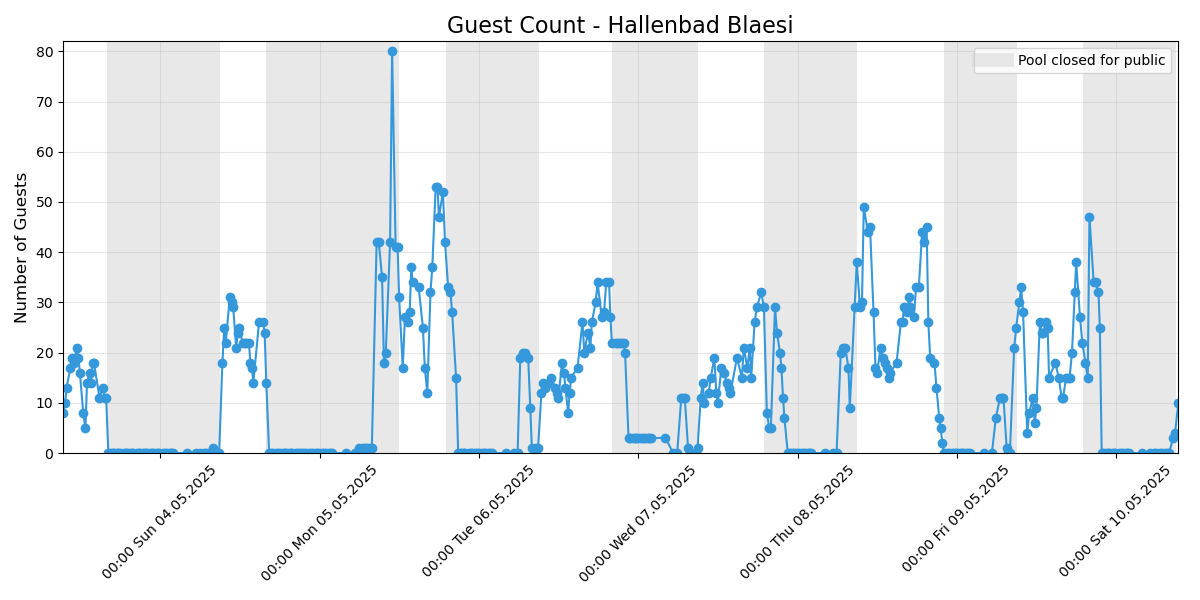 Guest Count - Hallenbad Blaesi
Pool closed for public
Number of Guests
80
70
60
50
40
30
20
10
0
00:00 Sun 04.05.2025
00:00 Mon 05.05.2025
00:00 Tue 06.05.2025
00:00 Wed 07.05.2025
00:00 Thu 08.05.2025
00:00 Fri 09.05.2025
00:00 Sat 10.05.2025